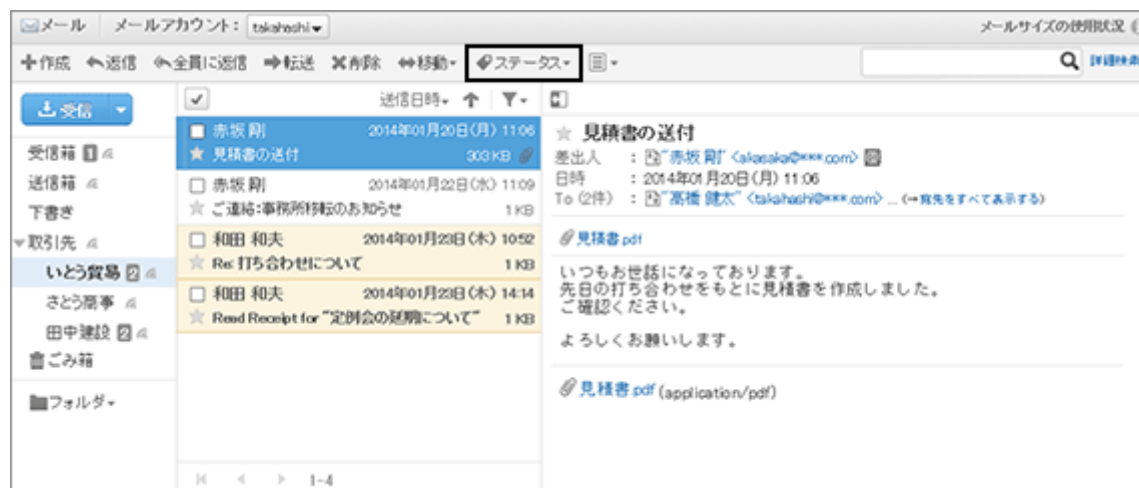 メール メールアカウント: takahashi メールサイズの使用状況
作成 返信 全員に返信 転送 削除 移動 ステータス 詳細検索
受信 送信日時
受信箱 1
送信箱
下書き
取引先
いとう貿易 2
さとう商事
田中建設 2
ごみ箱
フォルダ
赤坂 剛 2014年01月20日(月) 11:06
見積書の送付 303 KB
赤坂 剛 2014年01月22日(水) 11:09
ご連絡:事務所移転のお知らせ 1 KB
和田 和夫 2014年01月23日(木) 10:52
Re: 打ち合わせについて 1 KB
和田 和夫 2014年01月23日(木) 14:14
Read Receipt for "定例会の延期について" 1 KB
1-4
見積書の送付
差出人 : "赤坂 剛" <akasaka@***.com>
日時 : 2014年01月20日(月) 11:06
To (2件) : "高橋 健太" <takahashi@***.com> ... (→宛先をすべて表示する)
見積書.pdf
いつもお世話になっております。
先日の打ち合わせをもとに見積書を作成しました。
ご確認ください。
よろしくお願いします。
見積書.pdf (application/pdf)